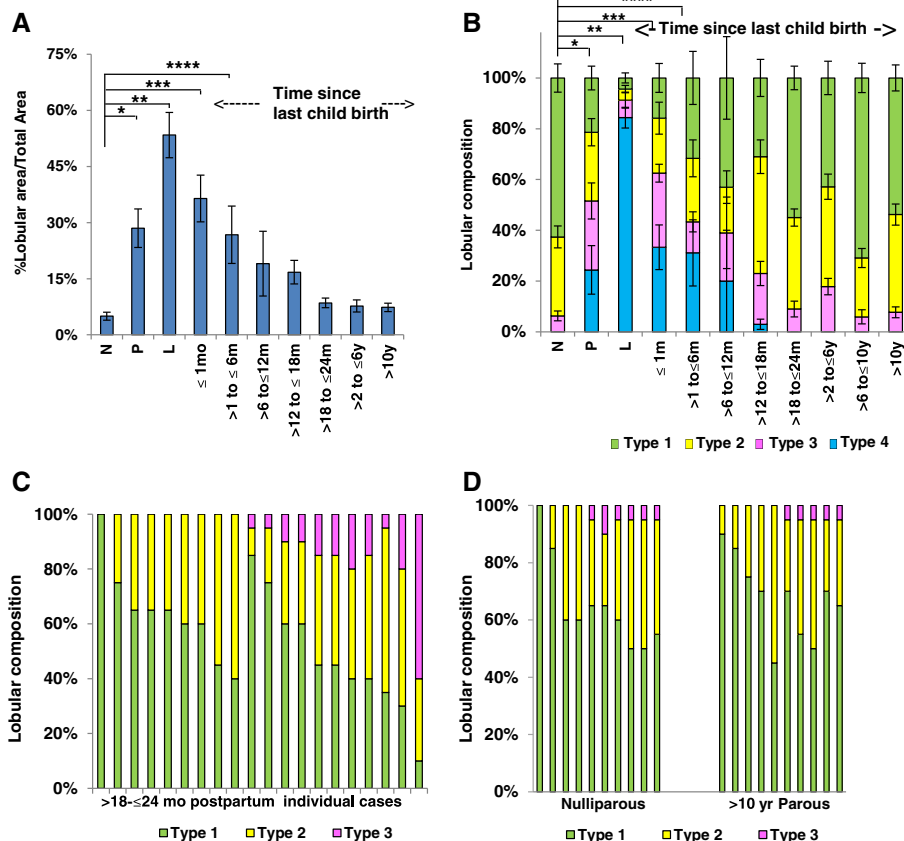 A
75%
60%
45%
30%
15%
0%
%Lobular area/Total Area
****
***
**
*
Time since
last child birth
N
P
L
≤ 1mo
>1 to ≤ 6m
>6 to≤12m
>12 to ≤ 18m
>18 to ≤24m
>2 to ≤6y
>10y
B
***
**
*
<- Time since last child birth ->
100%
80%
60%
40%
20%
0%
Lobular composition
N
P
L
≤ 1m
>1 to≤6m
>6 to≤12m
>12 to≤18m
>18 to≤24m
>2 to≤6y
>6 to≤10y
>10y
Type 1 Type 2 Type 3 Type 4
C
100%
80%
60%
40%
20%
0%
Lobular composition
>18-≤24 mo postpartum individual cases
Type 1 Type 2 Type 3
D
100%
80%
60%
40%
20%
0%
Lobular composition
Nulliparous >10 yr Parous
Type 1 Type 2 Type 3